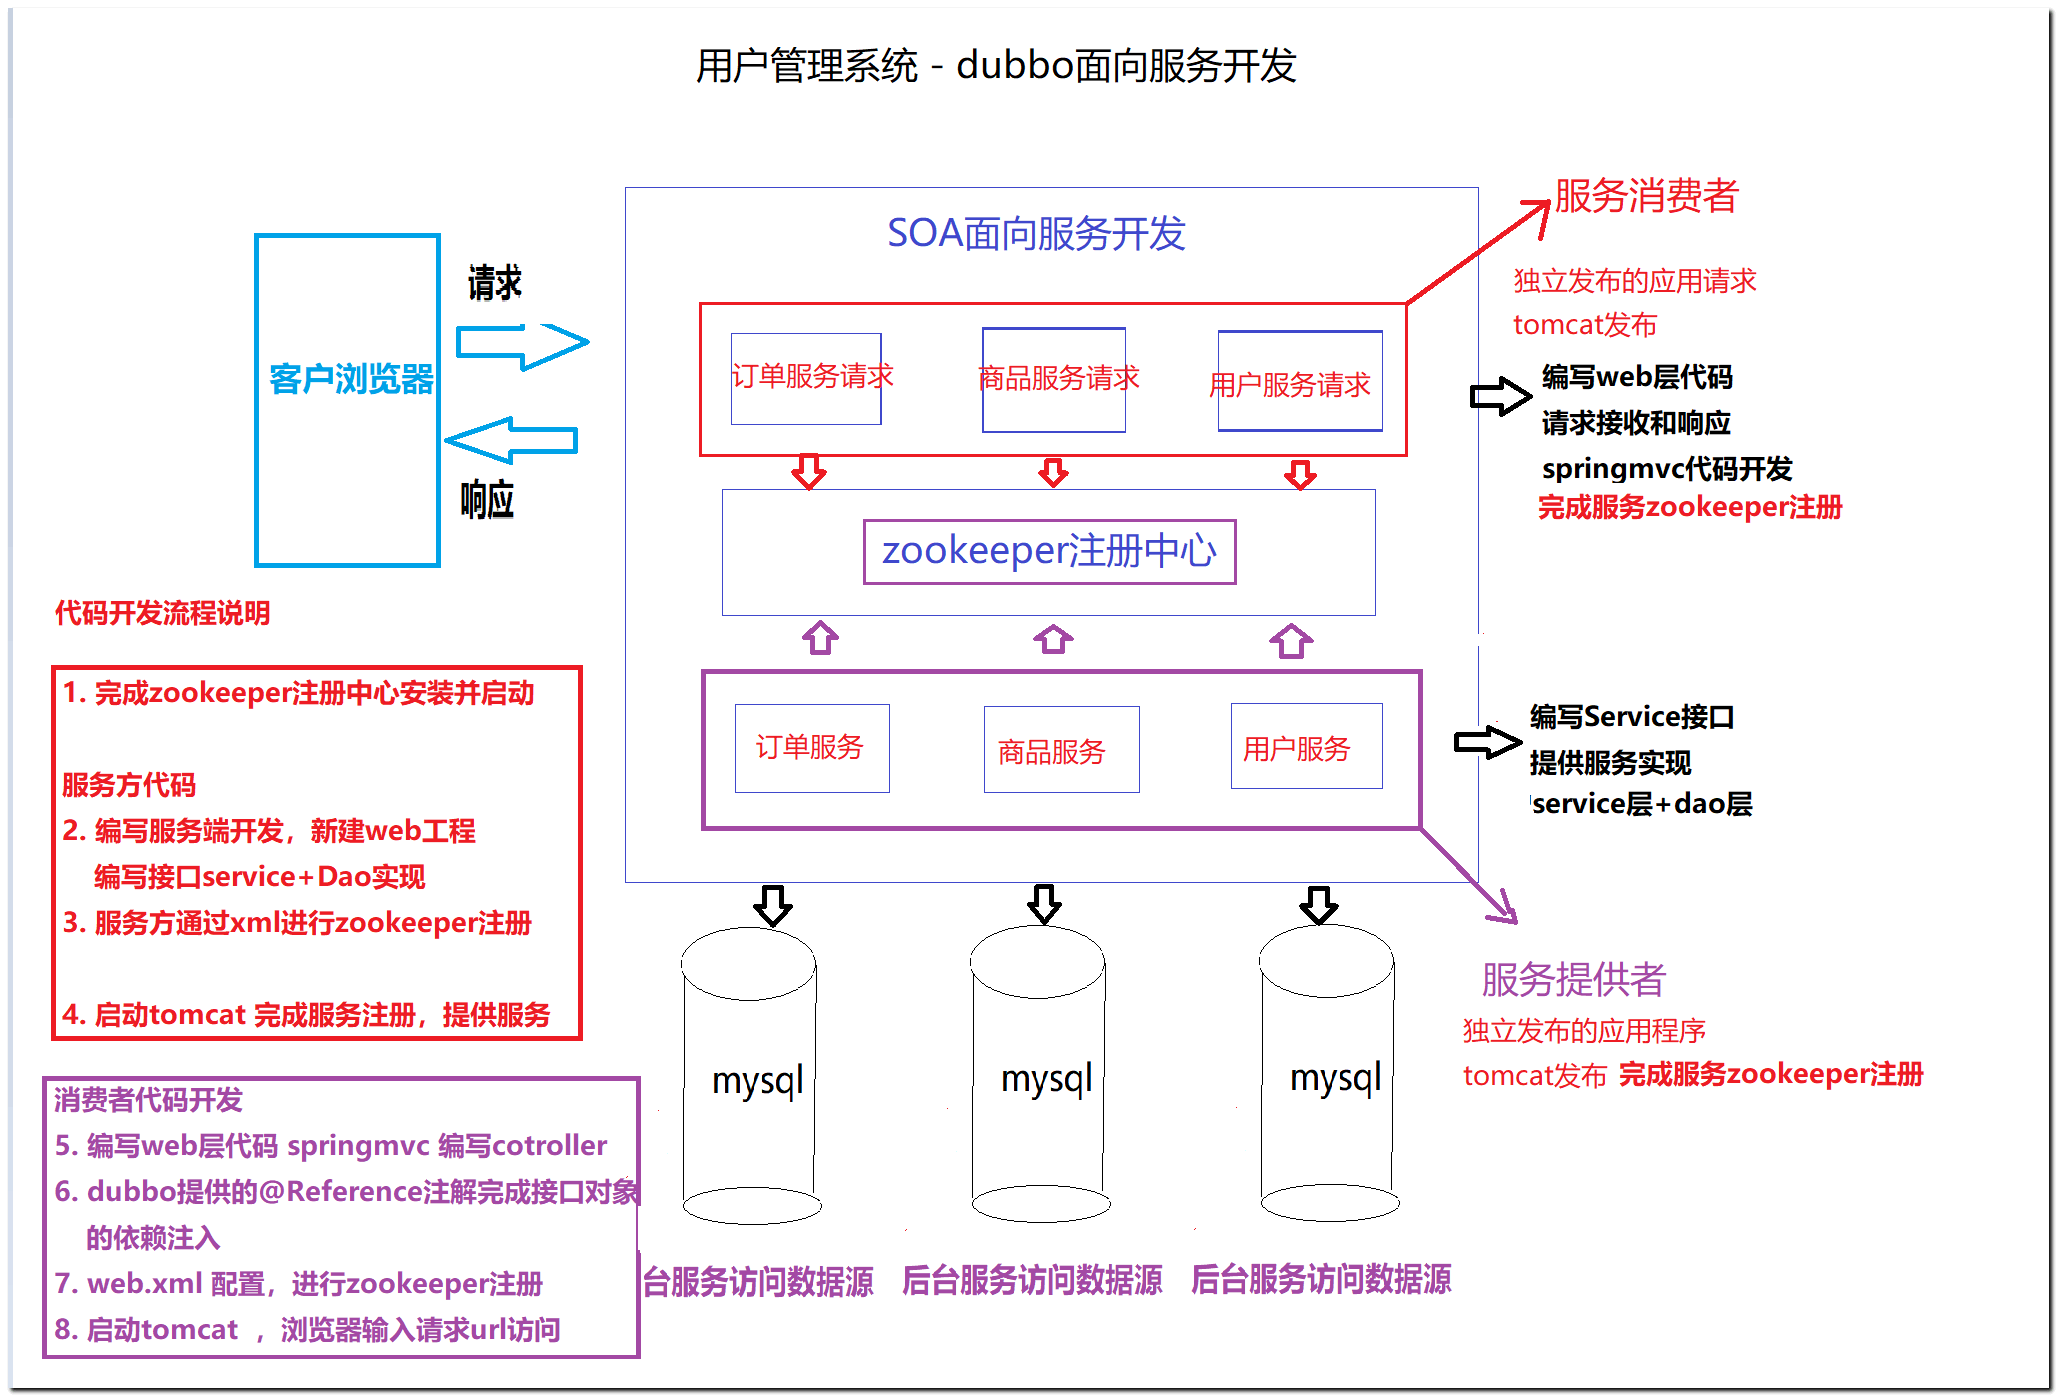 用户管理系统 - dubbo面向服务开发
SOA面向服务开发
服务消费者
独立发布的应用请求
tomcat发布
编写web层代码
请求接收和响应
springmvc代码开发
完成服务zookeeper注册
请求
客户浏览器
响应
订单服务请求
商品服务请求
用户服务请求
zookeeper注册中心
订单服务
商品服务
用户服务
编写Service接口
提供服务实现
service层+dao层
服务提供者
独立发布的应用程序
tomcat发布 完成服务zookeeper注册
代码开发流程说明
1. 完成zookeeper注册中心安装并启动
服务方代码
2. 编写服务端开发，新建web工程
编写接口service+Dao实现
3. 服务方通过xml进行zookeeper注册
4. 启动tomcat 完成服务注册，提供服务
消费者代码开发
5. 编写web层代码 springmvc 编写cotroller
6. dubbo提供的@Reference注解完成接口对象
的依赖注入
7. web.xml 配置，进行zookeeper注册
8. 启动tomcat ，浏览器输入请求url访问
mysql
mysql
mysql
台服务访问数据源
后台服务访问数据源
后台服务访问数据源